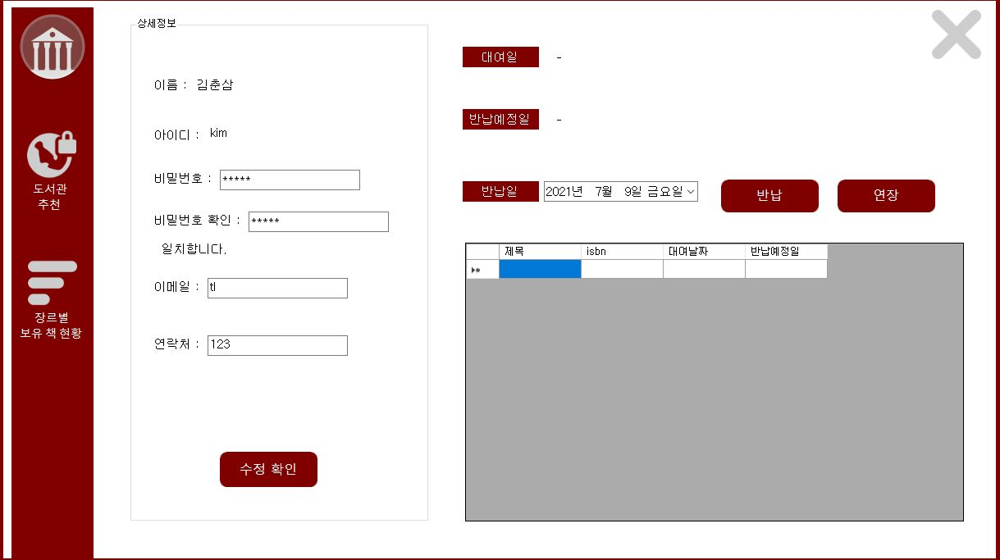 도서관
추천
장르별
보유 책 현황
상세정보
이름 : 김춘삼
아이디 : kim
비밀번호 : *****
비밀번호 확인 : *****
일치합니다.
이메일 : tl
연락처 : 123
수정 확인
대여일 -
반납예정일 -
반납일 2021년 7월 9일 금요일 반납 연장
제목 isbn 대여날짜 반납예정일